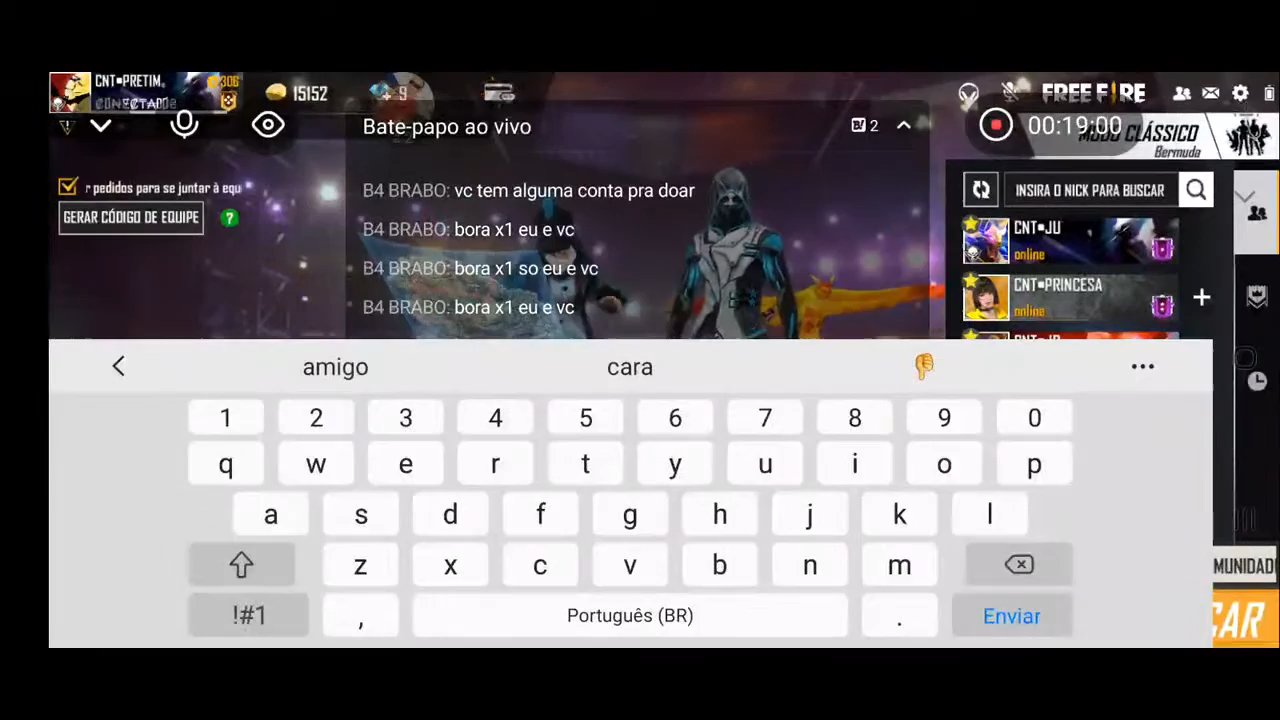 CNT▪PRETIM.
306
CONECTADO
15152
9
FREE FIRE
Bate-papo ao vivo
2
00:19:00
MODO CLÁSSICO
Bermuda
r pedidos para se juntar à equ
GERAR CÓDIGO DE EQUIPE
?
B4 BRABO: vc tem alguma conta pra doar
B4 BRABO: bora x1 eu e vc
B4 BRABO: bora x1 so eu e vc
B4 BRABO: bora x1 eu e vc
INSIRA O NICK PARA BUSCAR
CNT▪JU
online
CNT▪PRINCESA
online
amigo cara 👎
1 2 3 4 5 6 7 8 9 0
q w e r t y u i o p
a s d f g h j k l
z x c v b n m
!#1 , Português (BR) . Enviar
MUNIDAD
CAR